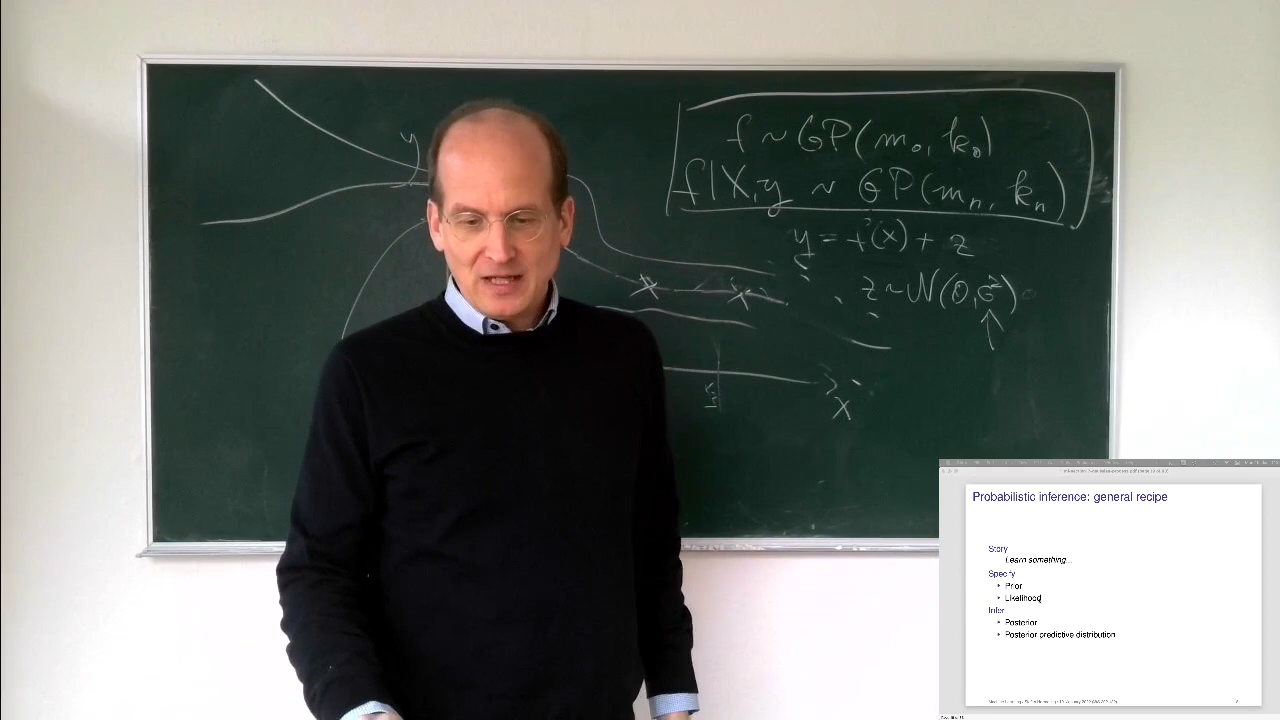 y
f ~ GP(m₀, k₀)
f|X,y ~ GP(mₙ, kₙ)
y = f(x) + z
z ~ N(0, σ²)
x
Probabilistic inference: general recipe
Story
Learn something...
Specify
Prior
Likelihood
Infer
Posterior
Posterior predictive distribution